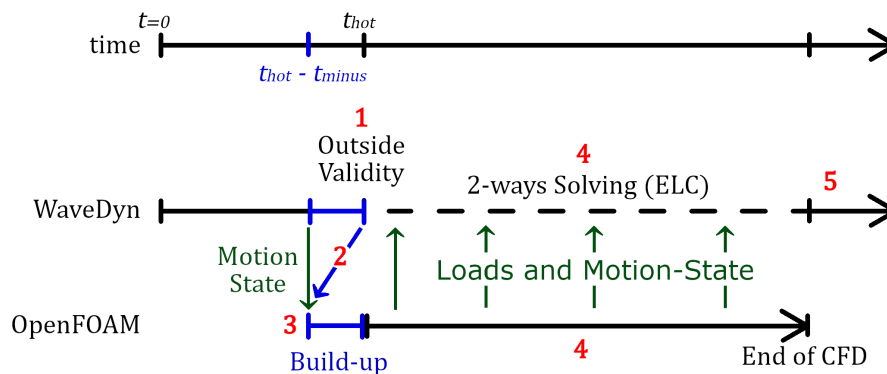 t=0
t_hot
time
t_hot - t_minus
1
Outside
Validity
4
2-ways Solving (ELC)
5
WaveDyn
Motion
State
2
Loads and Motion-State
OpenFOAM
3
4
Build-up
End of CFD